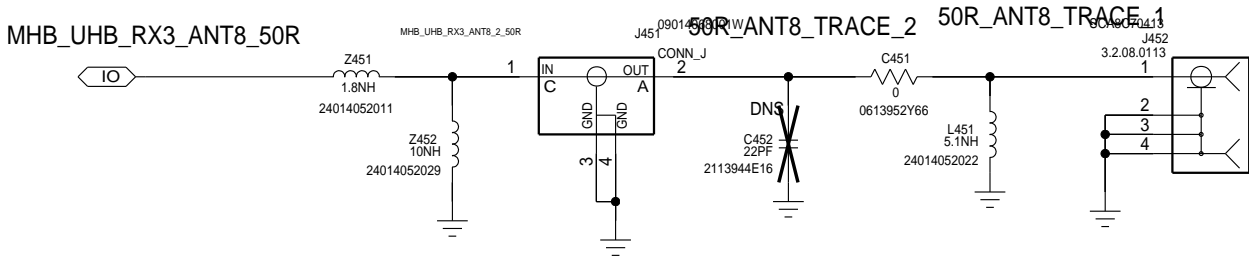 MHB_UHB_RX3_ANT8_50R
IO
Z451
1.8NH
24014052011
Z452
10NH
24014052029
MHB_UHB_RX3_ANT8_2_50R
1
IN
C
OUT
A
GND
GND
3
4
J451
CONN_J
2
50R_ANT8_TRACE_2
DNS
C452
22PF
2113944E16
C451
0
0613952Y66
50R_ANT8_TRACE_1
L451
5.1NH
24014052022
J452
3.2.08.0113
1
2
3
4